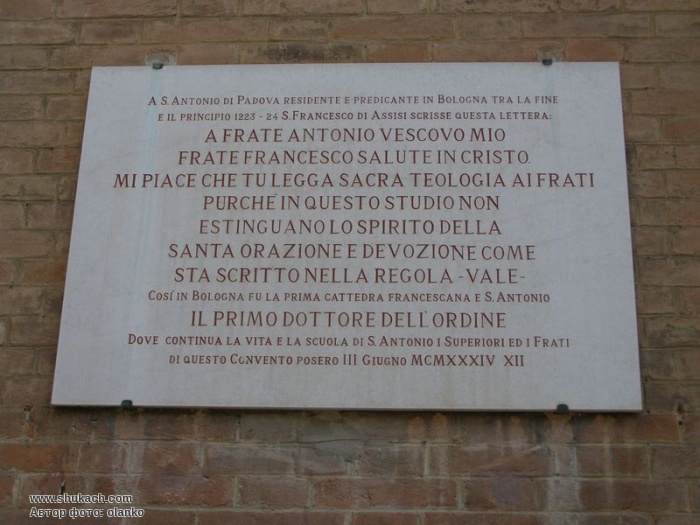 A S. ANTONIO DI PADOVA RESIDENTE E PREDICANTE IN BOLOGNA TRA LA FINE
E IL PRINCIPIO 1223 - 24 S. FRANCESCO DI ASSISI SCRISSE QUESTA LETTERA:
A FRATE ANTONIO VESCOVO MIO
FRATE FRANCESCO SALUTE IN CRISTO.
MI PIACE CHE TU LEGGA SACRA TEOLOGIA AI FRATI
PURCHE' IN QUESTO STUDIO NON
ESTINGUANO LO SPIRITO DELLA
SANTA ORAZIONE E DEVOZIONE COME
STA SCRITTO NELLA REGOLA -VALE-
COSÍ IN BOLOGNA FU LA PRIMA CATTEDRA FRANCESCANA E S. ANTONIO
IL PRIMO DOTTORE DELL'ORDINE
DOVE CONTINUA LA VITA E LA SCUOLA DI S. ANTONIO I SUPERIORI ED I FRATI
DI QUESTO CONVENTO POSERO III GIUGNO MCMXXXIV XII
www.shukach.com
Автор фото: olanko